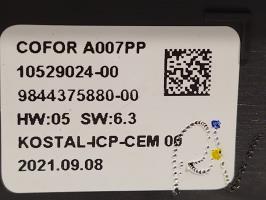 COFOR A007PP
10529024-00
9844375880-00
HW:05 SW:6.3
KOSTAL-ICP-CEM 06
2021.09.08